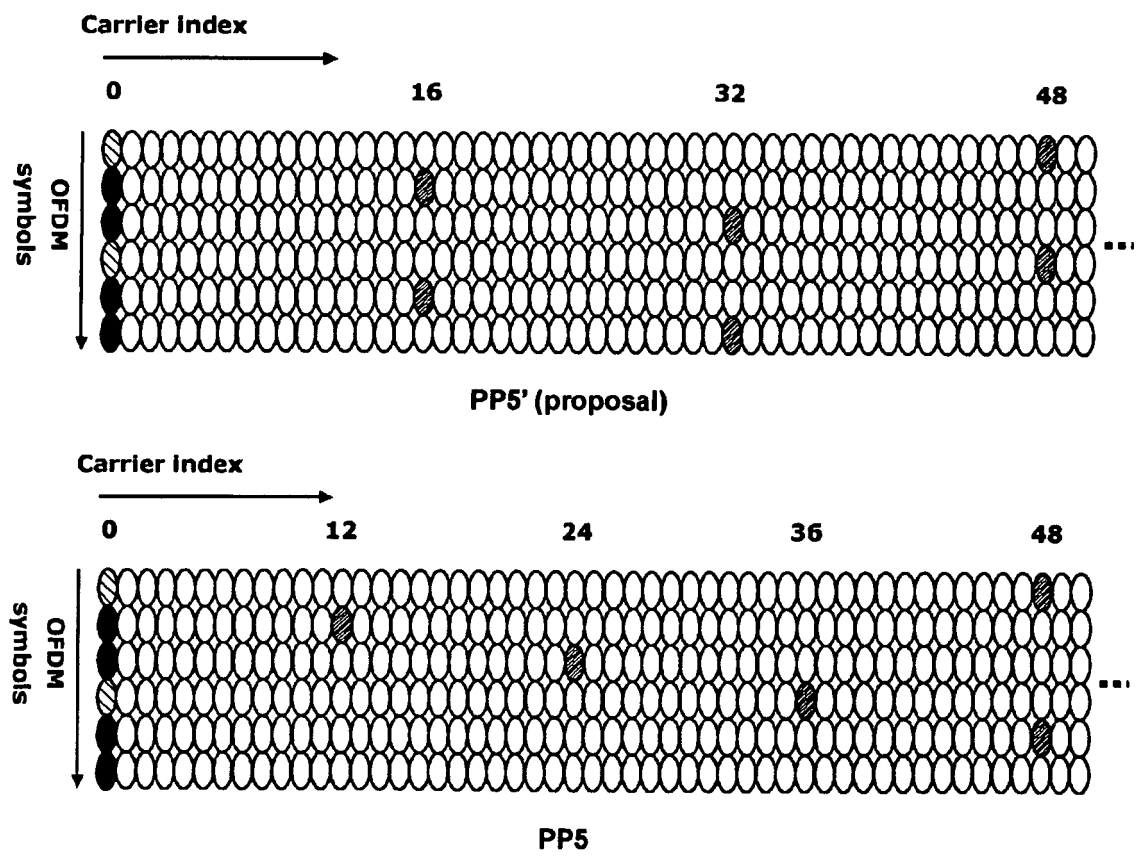 Carrier index
0 16 32 48
OFDM
symbols
...
PP5' (proposal)
Carrier index
0 12 24 36 48
OFDM
symbols
...
PP5